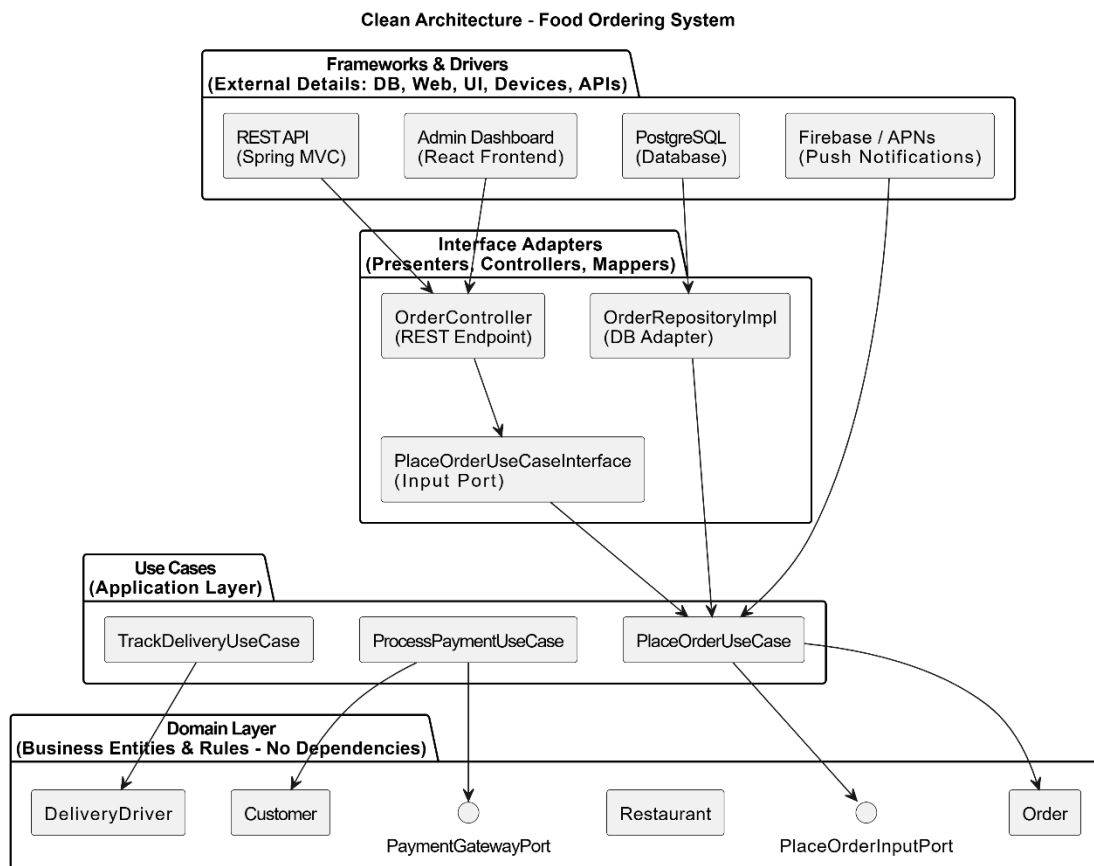 Clean Architecture - Food Ordering System
Frameworks & Drivers
(External Details: DB, Web, UI, Devices, APIs)
REST API
(Spring MVC)
Admin Dashboard
(React Frontend)
PostgreSQL
(Database)
Firebase / APNs
(Push Notifications)
Interface Adapters
(Presenters, Controllers, Mappers)
OrderController
(REST Endpoint)
OrderRepositoryImpl
(DB Adapter)
PlaceOrderUseCaseInterface
(Input Port)
Use Cases
(Application Layer)
TrackDeliveryUseCase
ProcessPaymentUseCase
PlaceOrderUseCase
Domain Layer
(Business Entities & Rules - No Dependencies)
DeliveryDriver
Customer
PaymentGatewayPort
Restaurant
PlaceOrderInputPort
Order